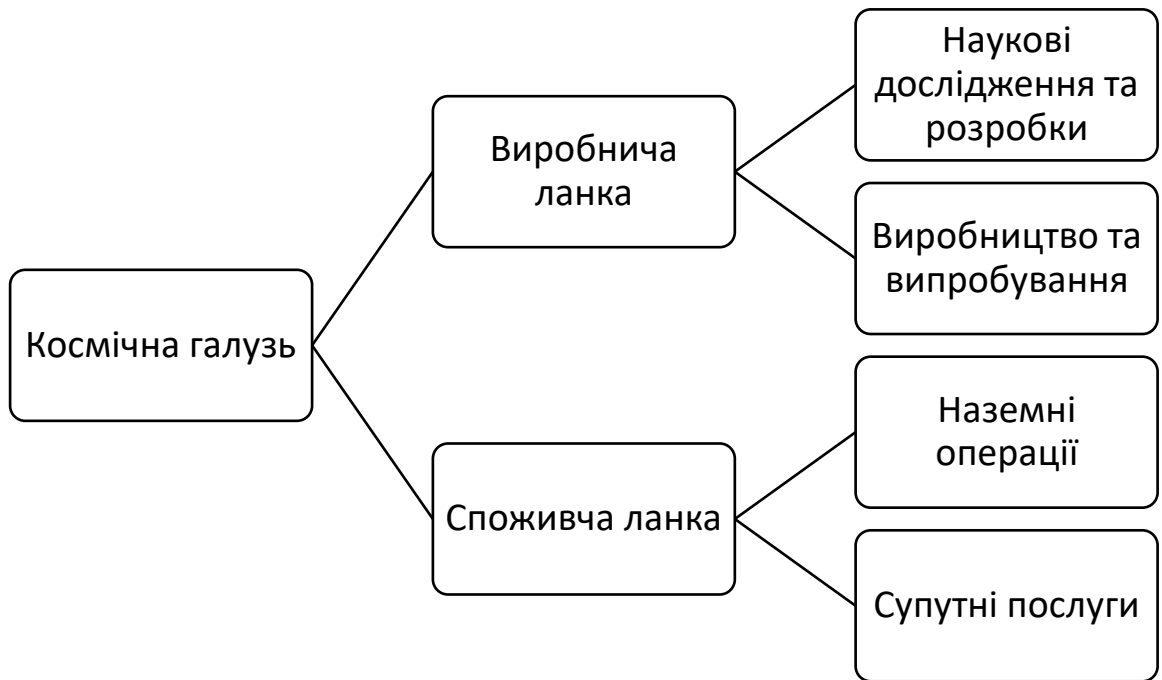 Космічна галузь
Виробнича
ланка
Наукові
дослідження та
розробки
Виробництво та
випробування
Споживча ланка
Наземні
операції
Супутні послуги